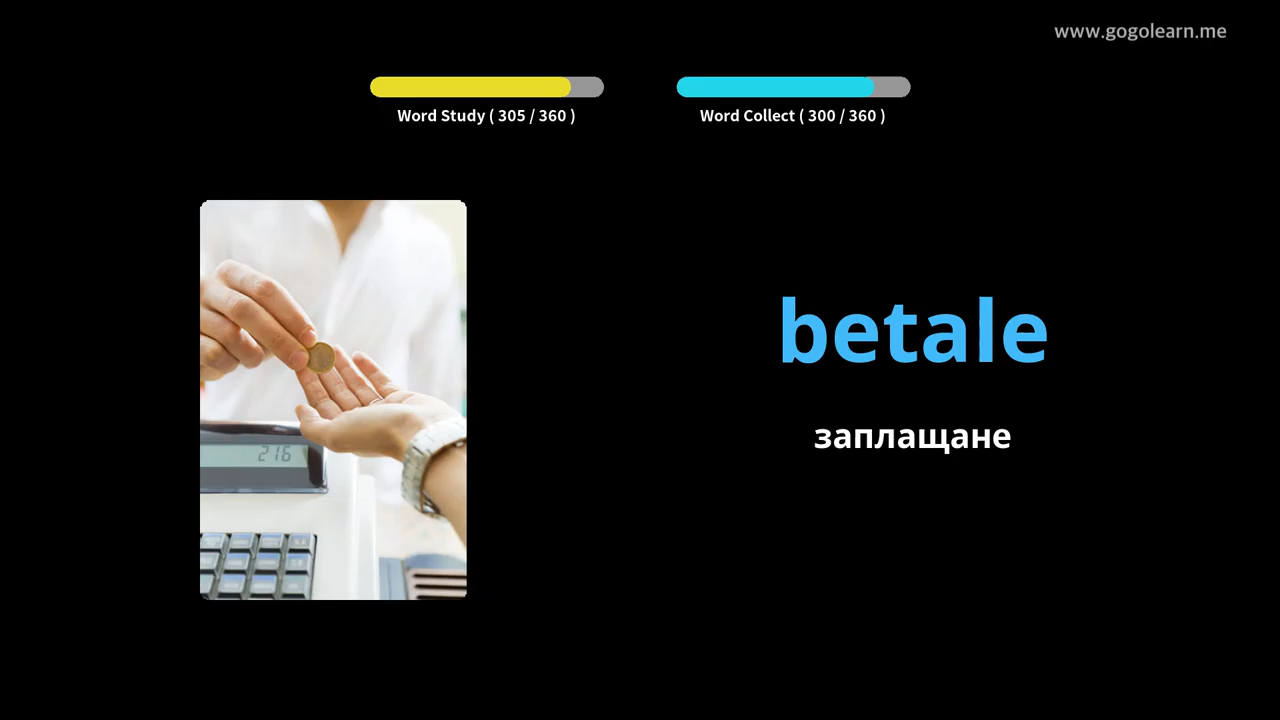 www.gogolearn.me
Word Study ( 305 / 360 )
Word Collect ( 300 / 360 )
betale
заплащане
216